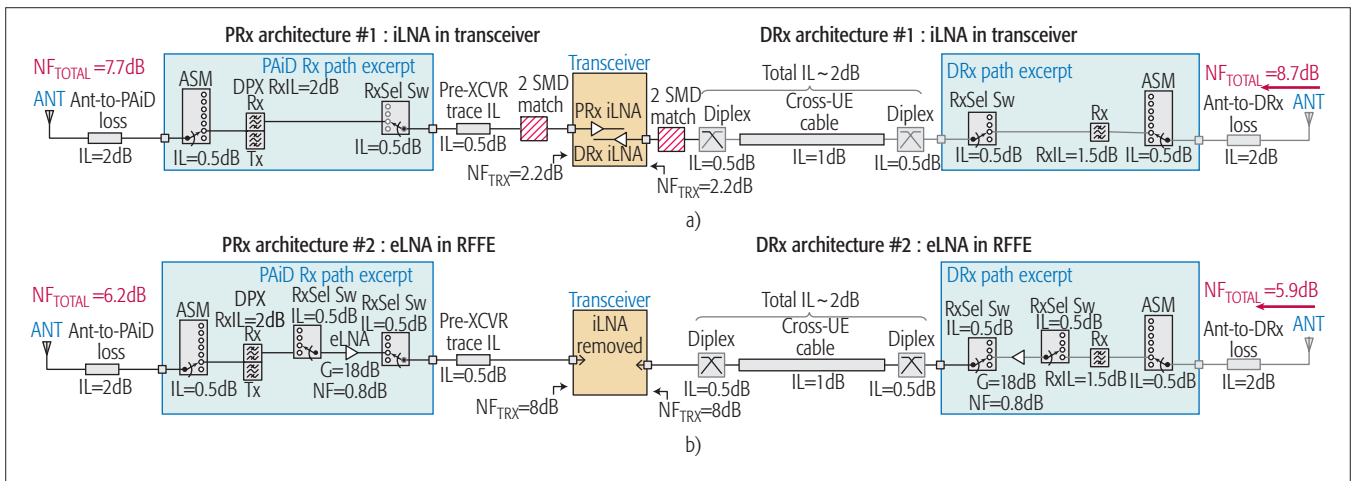 PRx architecture #1 : iLNA in transceiver
DRx architecture #1 : iLNA in transceiver
NFTOTAL =7.7dB
ANT
Ant-to-PAiD
loss
IL=2dB
PAiD Rx path excerpt
ASM
IL=0.5dB
DPX RxIL=2dB
Rx
Tx
RxSel Sw
IL=0.5dB
Pre-XCVR
trace IL
IL=0.5dB
2 SMD
match
Transceiver
PRx iLNA
DRx iLNA
NFTRX=2.2dB
NFTRX=2.2dB
2 SMD
match
Total IL~2dB
Diplex
IL=0.5dB
Cross-UE
cable
IL=1dB
Diplex
IL=0.5dB
DRx path excerpt
RxSel Sw
IL=0.5dB
Rx
RxIL=1.5dB
ASM
IL=0.5dB
NFTOTAL=8.7dB
Ant-to-DRx
loss
ANT
IL=2dB
a)
PRx architecture #2 : eLNA in RFFE
DRx architecture #2 : eLNA in RFFE
NFTOTAL =6.2dB
ANT
Ant-to-PAiD
loss
IL=2dB
PAiD Rx path excerpt
ASM
IL=0.5dB
DPX
RxIL=2dB
Rx
Tx
RxSel Sw
IL=0.5dB
eLNA
G=18dB
NF=0.8dB
RxSel Sw
IL=0.5dB
Pre-XCVR
trace IL
IL=0.5dB
Transceiver
iLNA
removed
NFTRX=8dB
NFTRX=8dB
Total IL~2dB
Diplex
IL=0.5dB
Cross-UE
cable
IL=1dB
Diplex
IL=0.5dB
DRx path excerpt
RxSel Sw
IL=0.5dB
G=18dB
NF=0.8dB
RxSel Sw
IL=0.5dB
Rx
RxIL=1.5dB
ASM
IL=0.5dB
NFTOTAL=5.9dB
Ant-to-DRx
loss
ANT
IL=2dB
b)